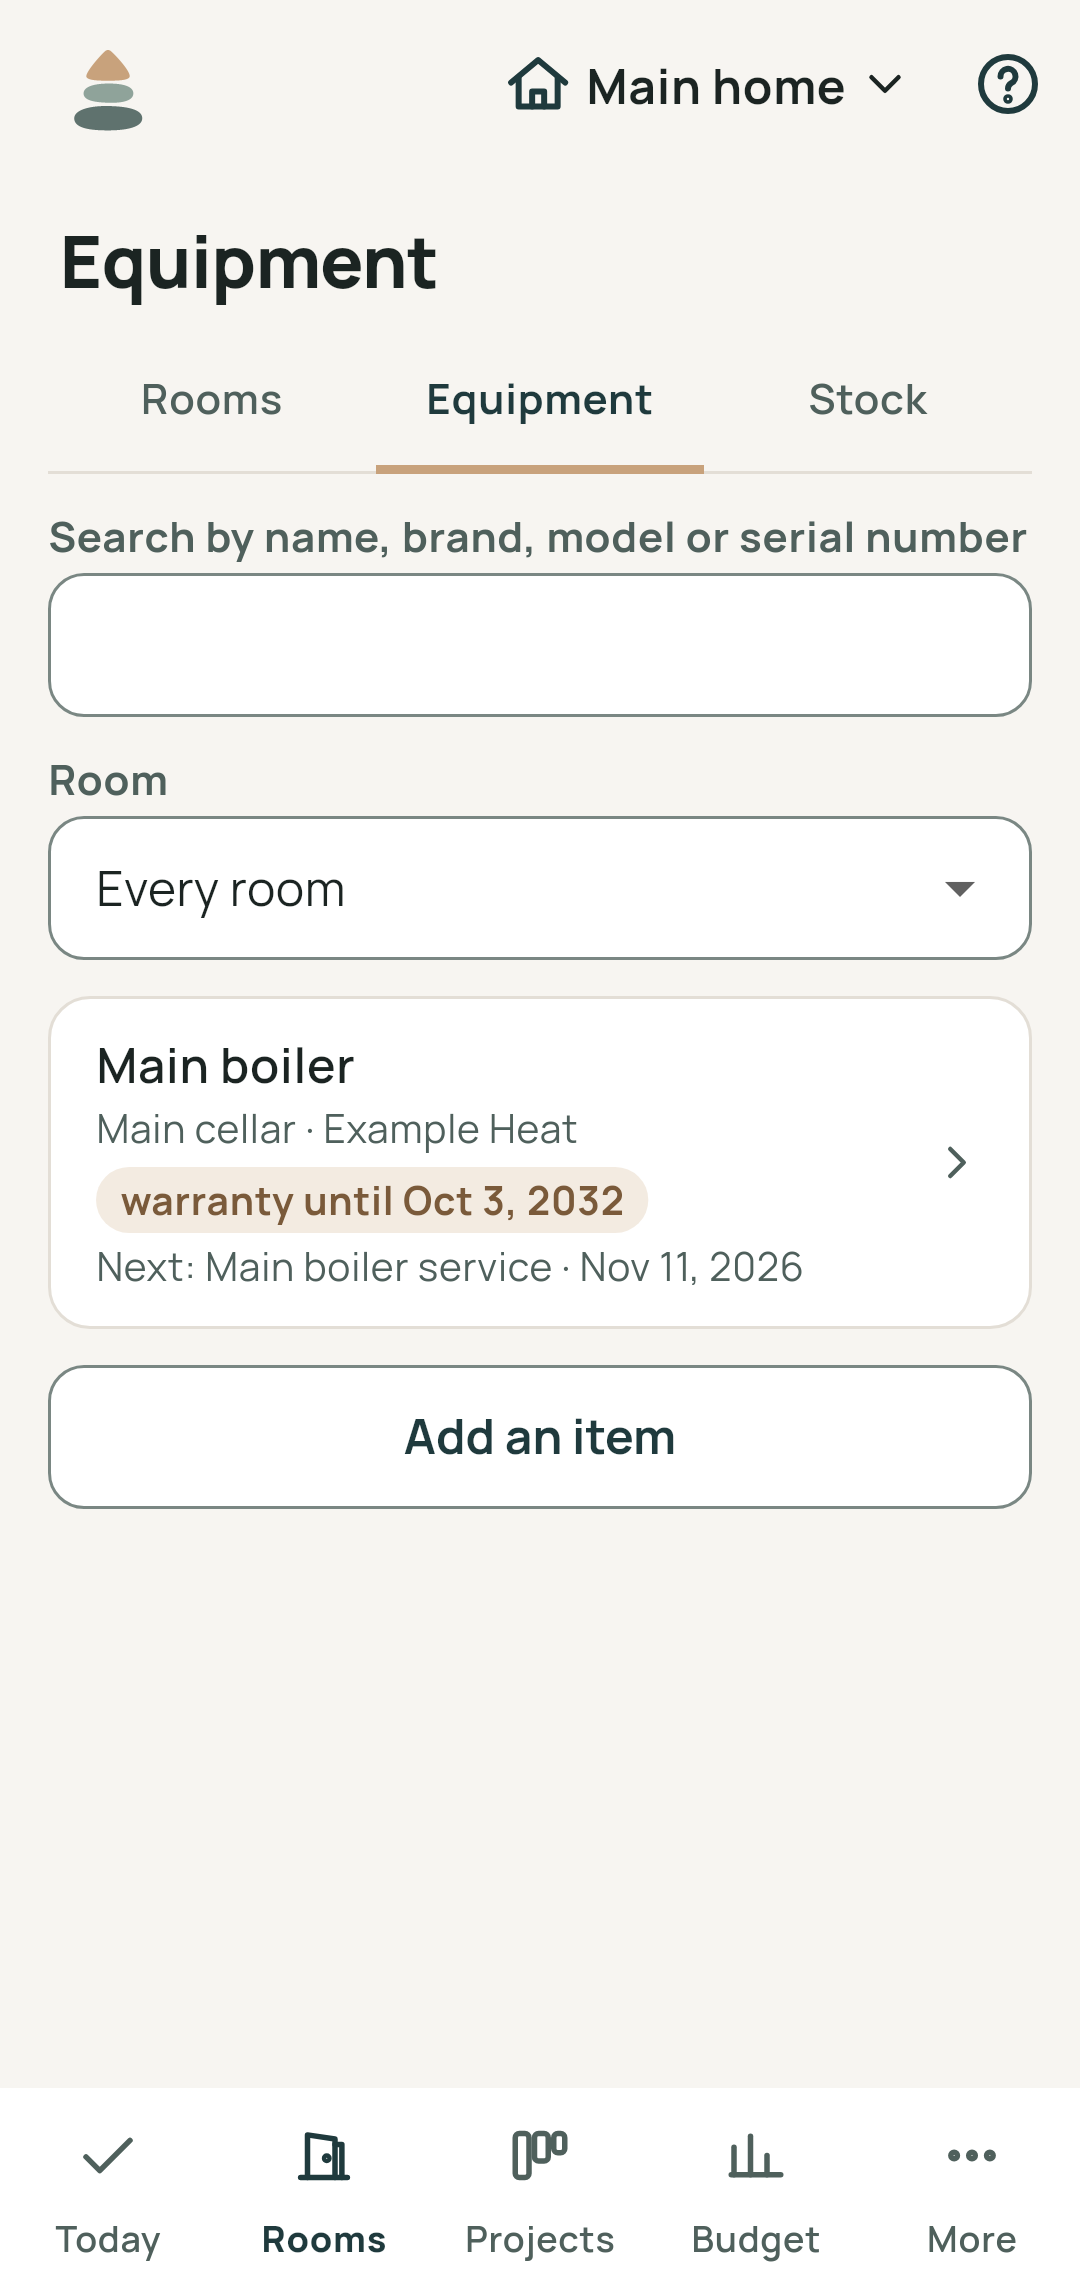 Main home
Equipment
Rooms
Equipment
Stock
Search by name, brand, model or serial number
Room
Every room
Main boiler
Main cellar · Example Heat
warranty until Oct 3, 2032
Next: Main boiler service · Nov 11, 2026
Add an item
Today
Rooms
Projects
Budget
More